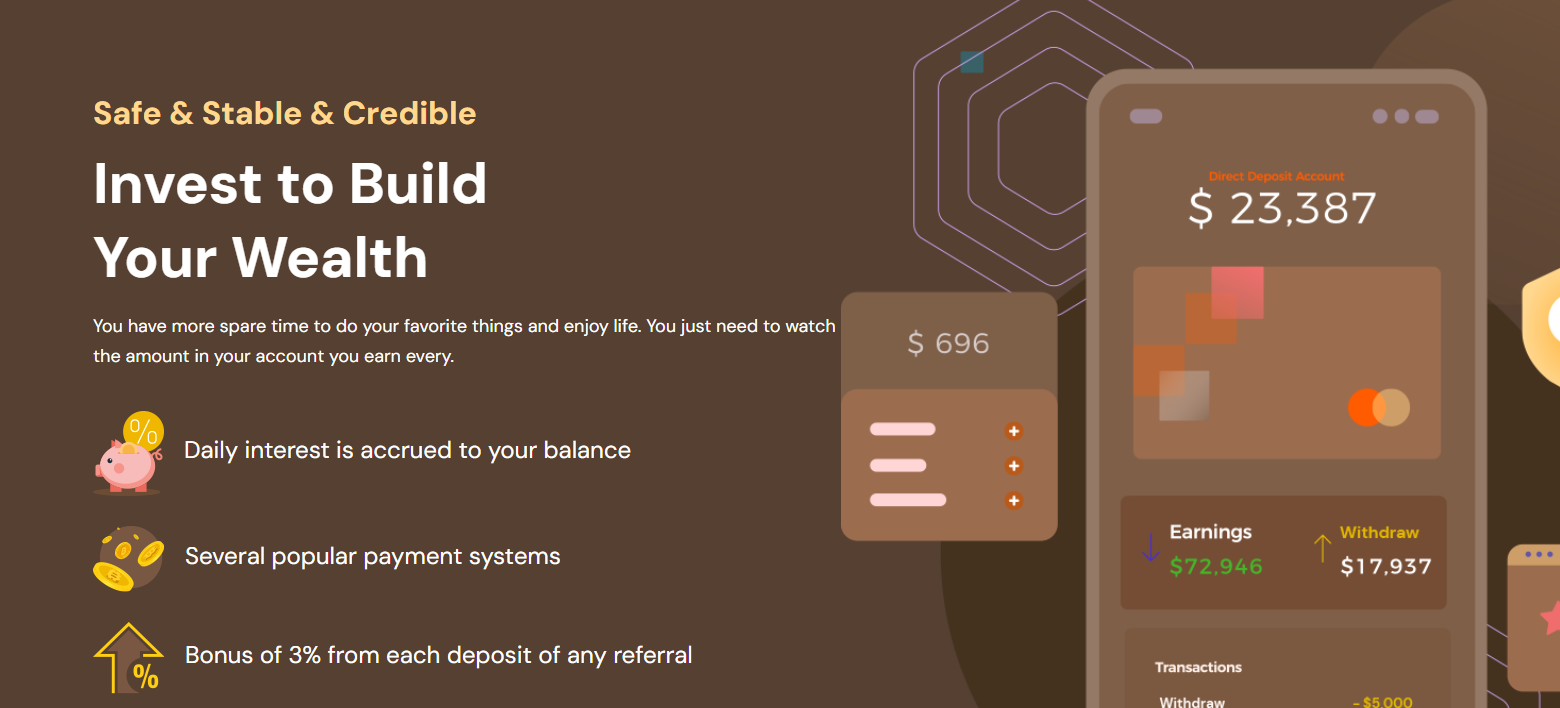 Safe & Stable & Credible
Invest to Build
Your Wealth
You have more spare time to do your favorite things and enjoy life. You just need to watch
the amount in your account you earn every.
%
Daily interest is accrued to your balance
Several popular payment systems
%
Bonus of 3% from each deposit of any referral
$ 696
Direct Deposit Account
$ 23,387
Earnings
$72,946
Withdraw
$17,937
Transactions
Withdraw
- $5,000